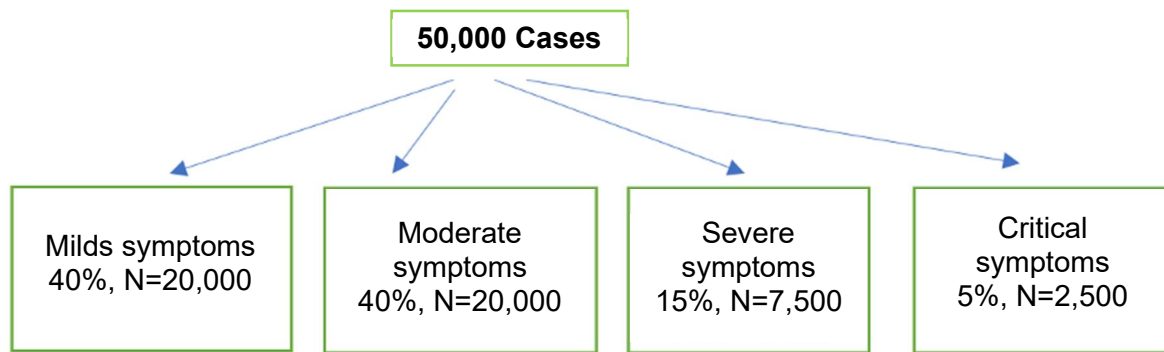 50,000 Cases
Milds symptoms
40%, N=20,000
Moderate
symptoms
40%, N=20,000
Severe
symptoms
15%, N=7,500
Critical
symptoms
5%, N=2,500